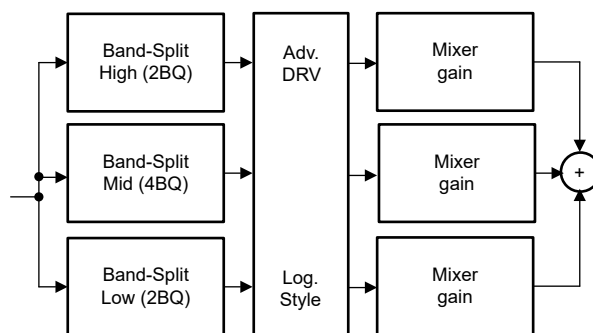 Band-Split
High (2BQ)
Adv.
DRV
Mixer
gain
Band-Split
Mid (4BQ)
Mixer
gain
+
Band-Split
Low (2BQ)
Log.
Style
Mixer
gain